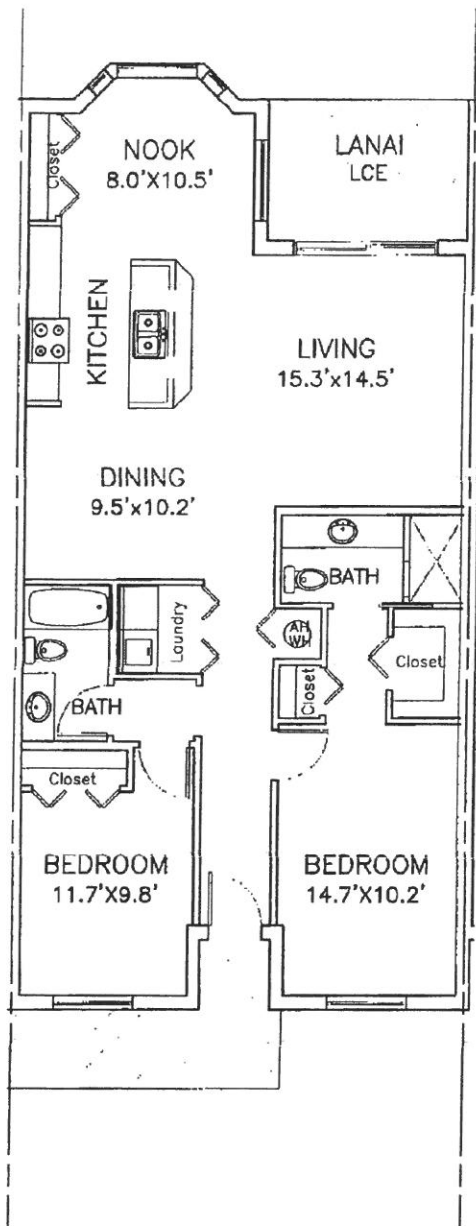 NOOK
8.0'X10.5'
Closet
LANAI
LCE
KITCHEN
LIVING
15.3'x14.5'
DINING
9.5'x10.2'
BATH
Laundry
AH
WH
Closet
Closet
BATH
Closet
BEDROOM
11.7'X9.8'
BEDROOM
14.7'X10.2'